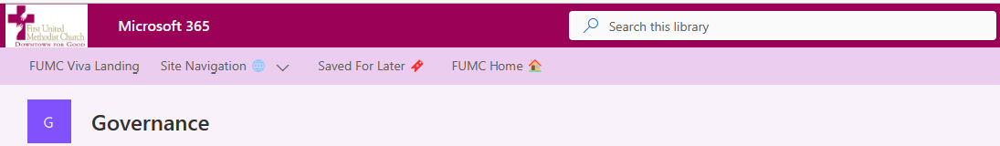 First United
Methodist Church
DOWNTOWN FOR GOOD
Microsoft 365
Search this library
FUMC Viva Landing
Site Navigation
Saved For Later
FUMC Home
G
Governance